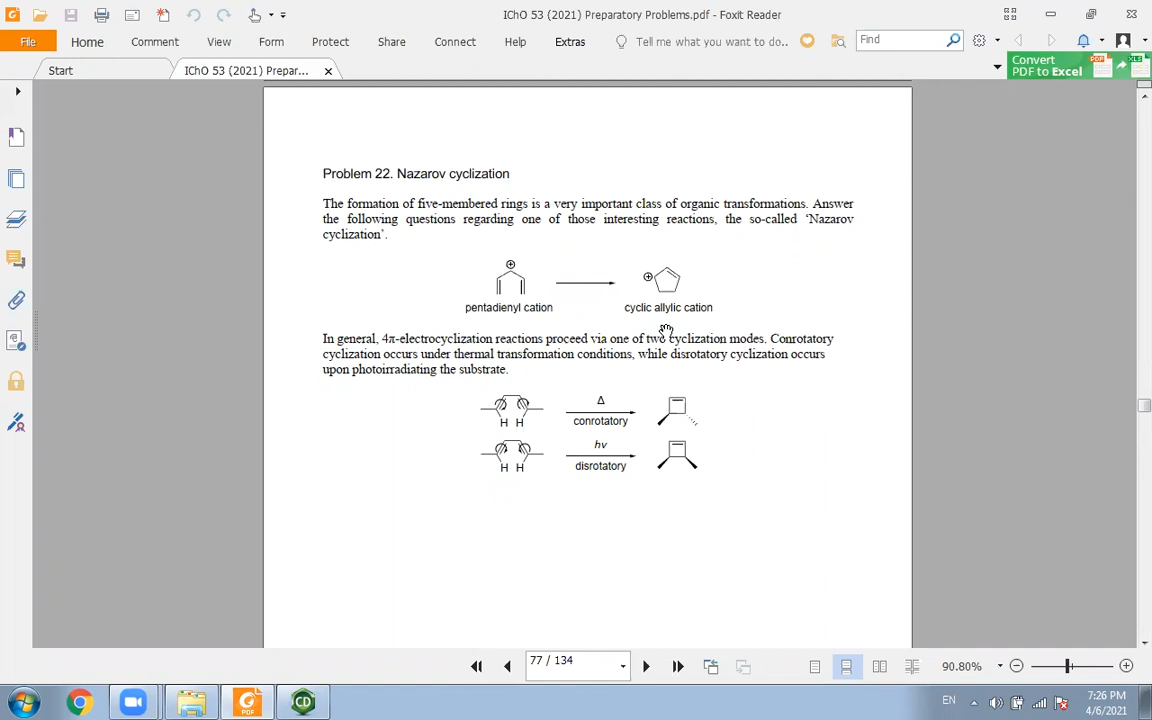 IChO 53 (2021) Preparatory Problems.pdf - Foxit Reader
File Home Comment View Form Protect Share Connect Help Extras Tell me what you want to do.. Find
Start IChO 53 (2021) Prepar... Convert
PDF to Excel
Problem 22. Nazarov cyclization
The formation of five-membered rings is a very important class of organic transformations. Answer
the following questions regarding one of those interesting reactions, the so-called ‘Nazarov
cyclization’.
pentadienyl cation cyclic allylic cation
In general, 4π-electrocyclization reactions proceed via one of two cyclization modes. Conrotatory
cyclization occurs under thermal transformation conditions, while disrotatory cyclization occurs
upon photoirradiating the substrate.
Δ
H H conrotatory
hν
H H disrotatory
77 / 134 90.80%
EN 7:26 PM
4/6/2021